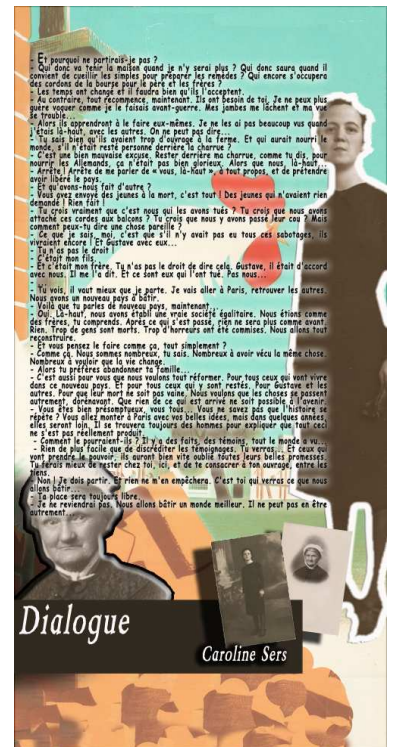 - Et pourquoi ne partirais-je pas ?
- Qui donc va tenir la maison quand je n'y serai plus ? Qui donc saura quand il
convient de cueillir les simples pour préparer les remèdes ? Qui encore s'occupera
des cordons de la bourse pour le père et les frères ?
- Les temps ont changé et il faudra bien qu'ils l'acceptent.
- Au contraire, tout recommence, maintenant. Ils ont besoin de toi. Je ne peux plus
guère voguer comme je le faisais avant-guerre. Mes jambes me lâchent et ma vue
se trouble...
- Alors ils apprendront à le faire eux-mêmes. Je ne les ai pas beaucoup vus quand
j'étais là-haut, avec les autres. On ne peut pas dire...
- Tu sais bien qu'ils avaient trop d'ouvrage à la ferme. Et qui aurait nourri le
monde, s'il n'était resté personne derrière la charrue ?
- C'est une bien mauvaise excuse. Rester derrière ma charrue, comme tu dis, pour
nourrir les Allemands, ça n'était pas bien glorieux. Alors que nous, là-haut...
- Arrête ! Arrête de me parler de « vous, là-haut », à tout propos, et de prétendre
avoir libéré le pays.
- Et qu'avons-nous fait d'autre ?
- Vous avez envoyé des jeunes à la mort, c'est tout ! Des jeunes qui n'avaient rien
demandé ! Rien fait !
- Tu crois vraiment que c'est nous qui les avons tués ? Tu crois que nous avons
attaché ces cordes aux balcons ? Tu crois que nous y avons passé leur cou ? Mais
comment peux-tu dire une chose pareille ?
- Ce que je sais, moi, c'est que s'il n'y avait pas eu tous ces sabotages, ils
vivraient encore ! Et Gustave avec eux...
- Tu n'as pas le droit !
- C'était mon fils.
- Et c'était mon frère. Tu n'as pas le droit de dire cela. Gustave, il était d'accord
avec nous. Il me l'a dit. Et ce sont eux qui l'ont tué. Pas nous...
- ...
- Tu vois, il vaut mieux que je parte. Je vais aller à Paris, retrouver les autres.
Nous avons un nouveau pays à bâtir.
- Voilà que tu parles de nouveau pays, maintenant...
- Oui. Là-haut, nous avons établi une vraie société égalitaire. Nous étions comme
des frères, tu comprends. Après ce qui s'est passé, rien ne sera plus comme avant.
Rien. Trop de gens sont morts. Trop d'horreurs ont été commises. Nous allons tout
reconstruire.
- Et vous pensez le faire comme ça, tout simplement ?
- Comme ça. Nous sommes nombreux, tu sais. Nombreux à avoir vécu la même chose.
Nombreux à vouloir que la vie change.
- Alors tu préfères abandonner ta famille...
- C'est aussi pour vous que nous voulons tout réformer. Pour tous ceux qui vont vivre
dans ce nouveau pays. Et pour tous ceux qui y sont restés. Pour Gustave et les
autres. Pour que leur mort ne soit pas vaine. Nous voulons que les choses se passent
autrement, dorénavant. Que rien de ce qui est arrivé ne soit possible à l'avenir.
- Vous êtes bien présomptueux, vous tous... Vous ne savez pas que l'histoire se
répète ? Vous allez monter à Paris avec vos belles idées, mais dans quelques années,
elles seront loin. Il se trouvera toujours des hommes pour expliquer que tout ceci
ne s'est pas réellement produit.
- Comment le pourraient-ils ? Il y a des faits, des témoins, tout le monde a vu...
- Rien de plus facile que de discréditer les témoignages. Tu verras... Et ceux qui
vont prendre le pouvoir, ils auront bien vite oublié toutes leurs belles promesses.
Tu ferais mieux de rester chez toi, ici, et de te consacrer à ton ouvrage, entre les
tiens.
- Non ! Je dois partir. Et rien ne m'en empêchera. C'est toi qui verras ce que nous
allons bâtir...
- Ta place sera toujours libre.
- Je ne reviendrai pas. Nous allons bâtir un monde meilleur. Il ne peut pas en être
autrement...
Dialogue
Caroline Sers